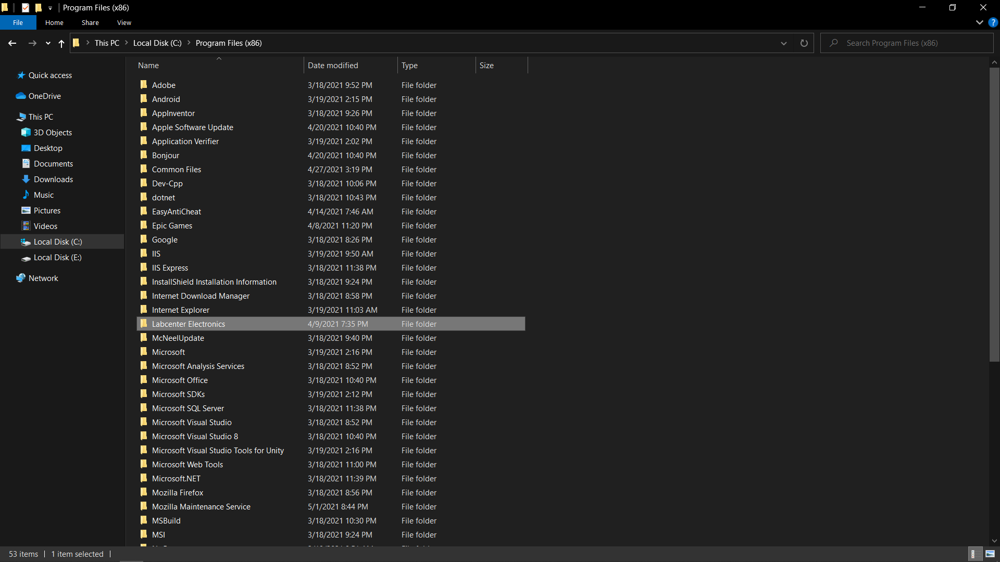 Program Files (x86)
File Home Share View
This PC Local Disk (C:) Program Files (x86) Search Program Files (x86)
Name Date modified Type Size
Quick access
OneDrive
This PC
3D Objects
Desktop
Documents
Downloads
Music
Pictures
Videos
Local Disk (C:)
Local Disk (E:)
Network
Adobe 3/18/2021 9:52 PM File folder
Android 3/19/2021 2:15 PM File folder
AppInventor 3/18/2021 9:26 PM File folder
Apple Software Update 4/20/2021 10:40 PM File folder
Application Verifier 3/19/2021 2:02 PM File folder
Bonjour 4/20/2021 10:40 PM File folder
Common Files 4/27/2021 3:19 PM File folder
Dev-Cpp 3/18/2021 10:06 PM File folder
dotnet 3/18/2021 10:43 PM File folder
EasyAntiCheat 4/14/2021 7:46 AM File folder
Epic Games 4/8/2021 11:20 PM File folder
Google 3/18/2021 8:26 PM File folder
IIS 3/19/2021 9:50 AM File folder
IIS Express 3/18/2021 11:38 PM File folder
InstallShield Installation Information 3/18/2021 9:24 PM File folder
Internet Download Manager 3/18/2021 8:58 PM File folder
Internet Explorer 3/19/2021 11:03 AM File folder
Labcenter Electronics 4/9/2021 7:35 PM File folder
McNeelUpdate 3/18/2021 9:40 PM File folder
Microsoft 3/19/2021 2:16 PM File folder
Microsoft Analysis Services 3/18/2021 8:52 PM File folder
Microsoft Office 3/18/2021 10:40 PM File folder
Microsoft SDKs 3/19/2021 2:12 PM File folder
Microsoft SQL Server 3/18/2021 11:38 PM File folder
Microsoft Visual Studio 3/18/2021 8:52 PM File folder
Microsoft Visual Studio 8 3/18/2021 10:40 PM File folder
Microsoft Visual Studio Tools for Unity 3/19/2021 2:16 PM File folder
Microsoft Web Tools 3/18/2021 11:00 PM File folder
Microsoft.NET 3/18/2021 11:39 PM File folder
Mozilla Firefox 3/18/2021 8:56 PM File folder
Mozilla Maintenance Service 5/1/2021 8:44 PM File folder
MSBuild 3/18/2021 10:30 PM File folder
MSI 3/18/2021 9:24 PM File folder
53 items 1 item selected